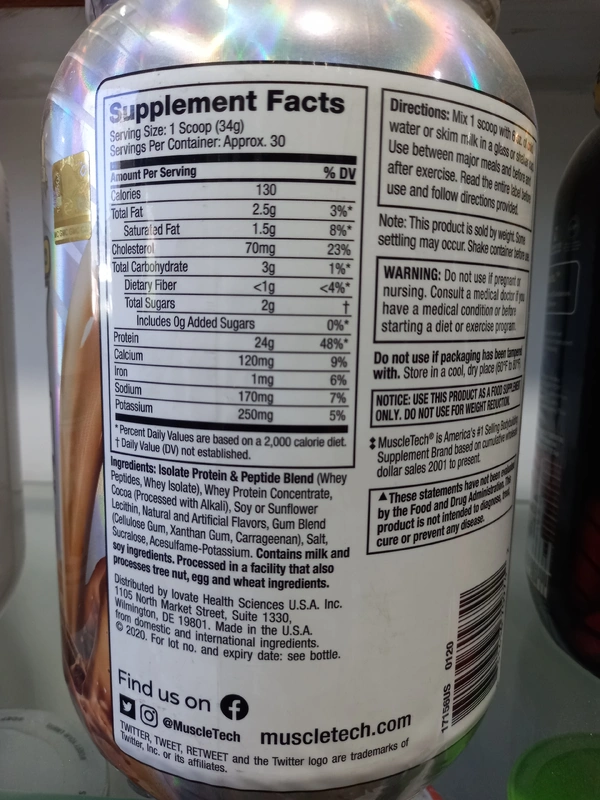 Supplement Facts
Serving Size: 1 Scoop (34g)
Servings Per Container: Approx. 30
Amount Per Serving % DV
Calories 130
Total Fat 2.5g 3%*
Saturated Fat 1.5g 8%*
Cholesterol 70mg 23%
Total Carbohydrate 3g 1%*
Dietary Fiber <1g <4%*
Total Sugars 2g †
Includes 0g Added Sugars 0%*
Protein 24g 48%*
Calcium 120mg 9%
Iron 1mg 6%
Sodium 170mg 7%
Potassium 250mg 5%
* Percent Daily Values are based on a 2,000 calorie diet.
† Daily Value (DV) not established.
Ingredients: Isolate Protein & Peptide Blend (Whey
Peptides, Whey Isolate), Whey Protein Concentrate,
Cocoa (Processed with Alkali), Soy or Sunflower
Lecithin, Natural and Artificial Flavors, Gum Blend
(Cellulose Gum, Xanthan Gum, Carrageenan), Salt,
Sucralose, Acesulfame-Potassium. Contains milk and
soy ingredients. Processed in a facility that also
processes tree nut, egg and wheat ingredients.
Distributed by Iovate Health Sciences U.S.A. Inc.
1105 North Market Street, Suite 1330,
Wilmington, DE 19801. Made in the U.S.A.
from domestic and international ingredients.
© 2020. For lot no. and expiry date: see bottle.
Find us on
@MuscleTech muscletech.com
TWITTER, TWEET, RETWEET and the Twitter logo are trademarks of
Twitter, Inc. or its affiliates.
Directions: Mix 1 scoop with 6
water or skim milk in a glass or
Use between major meals and before and
after exercise. Read the entire label before
use and follow directions provided.
Note: This product is sold by weight. Some
settling may occur. Shake container before use.
WARNING: Do not use if pregnant or
nursing. Consult a medical doctor if you
have a medical condition or before
starting a diet or exercise program.
Do not use if packaging has been tampered
with. Store in a cool, dry place (60°F to 80°F).
NOTICE: USE THIS PRODUCT AS A FOOD SUPPLEMENT
ONLY. DO NOT USE FOR WEIGHT REDUCTION.
‡ MuscleTech® is America's #1 Selling Bodybuilding
Supplement Brand based on cumulative wholesale
dollar sales 2001 to present.
▲These statements have not been evaluated
by the Food and Drug Administration. This
product is not intended to diagnose, treat,
cure or prevent any disease.
17156US 0120